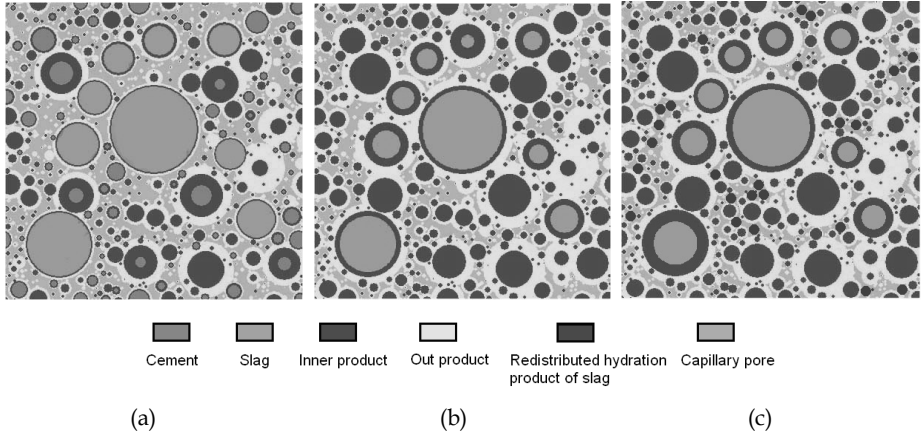 Cement
Slag
Inner product
Out product
Redistributed hydration
product of slag
Capillary pore
(a)
(b)
(c)